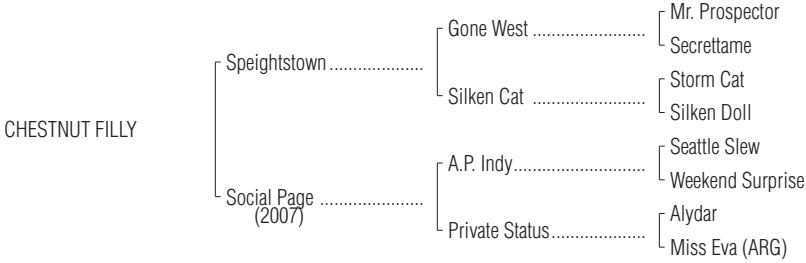 Mr. Prospector
Gone West ........................
Secrettame
Speightstown ....................
Storm Cat
Silken Cat ........................
Silken Doll
CHESTNUT FILLY
Seattle Slew
A.P. Indy............................
Weekend Surprise
Social Page ......................
(2007)
Alydar
Private Status....................
Miss Eva (ARG)